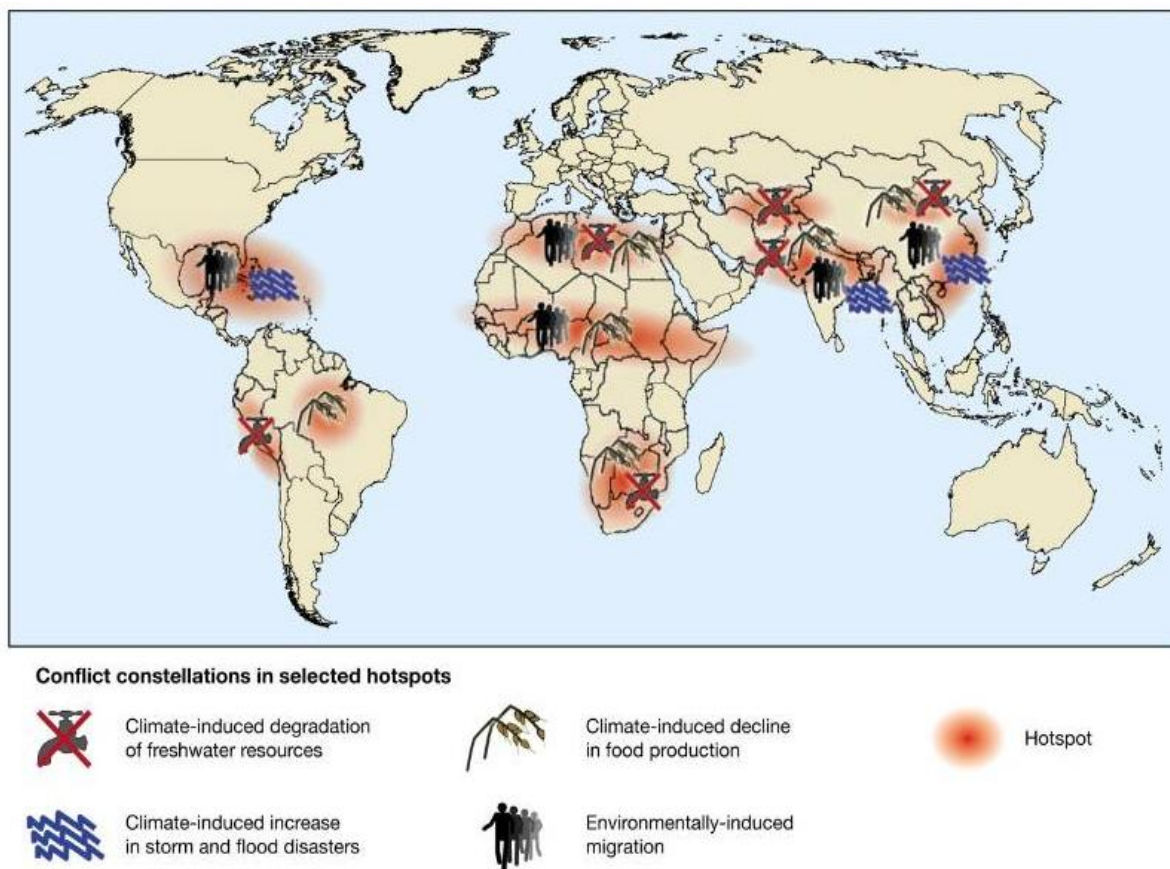 Conflict constellations in selected hotspots
Climate-induced degradation
of freshwater resources
Climate-induced decline
in food production
Hotspot
Climate-induced increase
in storm and flood disasters
Environmentally-induced
migration